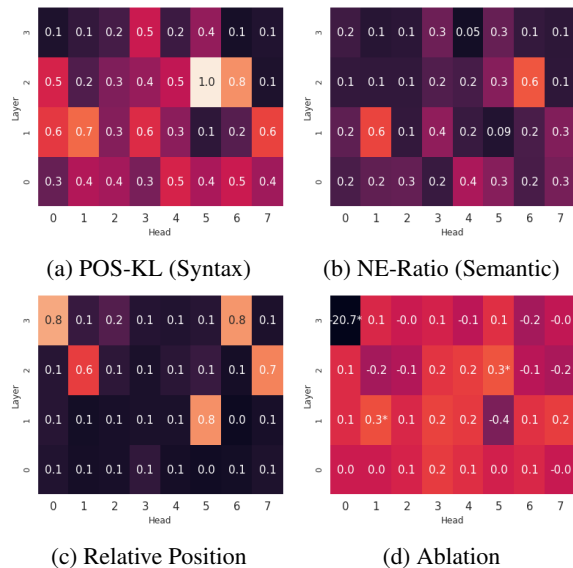 3 0.1 0.1 0.2 0.5 0.2 0.4 0.1 0.1
2 0.5 0.2 0.3 0.4 0.5 1.0 0.8 0.1
Layer
1 0.6 0.7 0.3 0.6 0.3 0.1 0.2 0.6
0 0.3 0.4 0.4 0.3 0.5 0.4 0.5 0.4
0 1 2 3 4 5 6 7
Head
(a) POS-KL (Syntax)
3 0.2 0.1 0.1 0.3 0.05 0.3 0.1 0.1
2 0.1 0.1 0.1 0.2 0.2 0.3 0.6 0.1
Layer
1 0.2 0.6 0.1 0.4 0.2 0.09 0.2 0.3
0 0.2 0.2 0.3 0.2 0.4 0.3 0.2 0.3
0 1 2 3 4 5 6 7
Head
(b) NE-Ratio (Semantic)
3 0.8 0.1 0.2 0.1 0.1 0.1 0.8 0.1
2 0.1 0.6 0.1 0.1 0.1 0.1 0.1 0.7
Layer
1 0.1 0.1 0.1 0.1 0.1 0.8 0.0 0.1
0 0.1 0.1 0.1 0.1 0.1 0.0 0.1 0.1
0 1 2 3 4 5 6 7
Head
(c) Relative Position
3 -20.7* 0.1 -0.0 0.1 -0.1 0.1 -0.2 -0.0
2 0.1 -0.2 -0.1 0.2 0.2 0.3* -0.1 -0.2
Layer
1 0.1 0.3* 0.1 0.2 0.2 -0.4 0.1 0.2
0 0.0 0.0 0.1 0.2 0.1 0.0 0.1 -0.0
0 1 2 3 4 5 6 7
Head
(d) Ablation